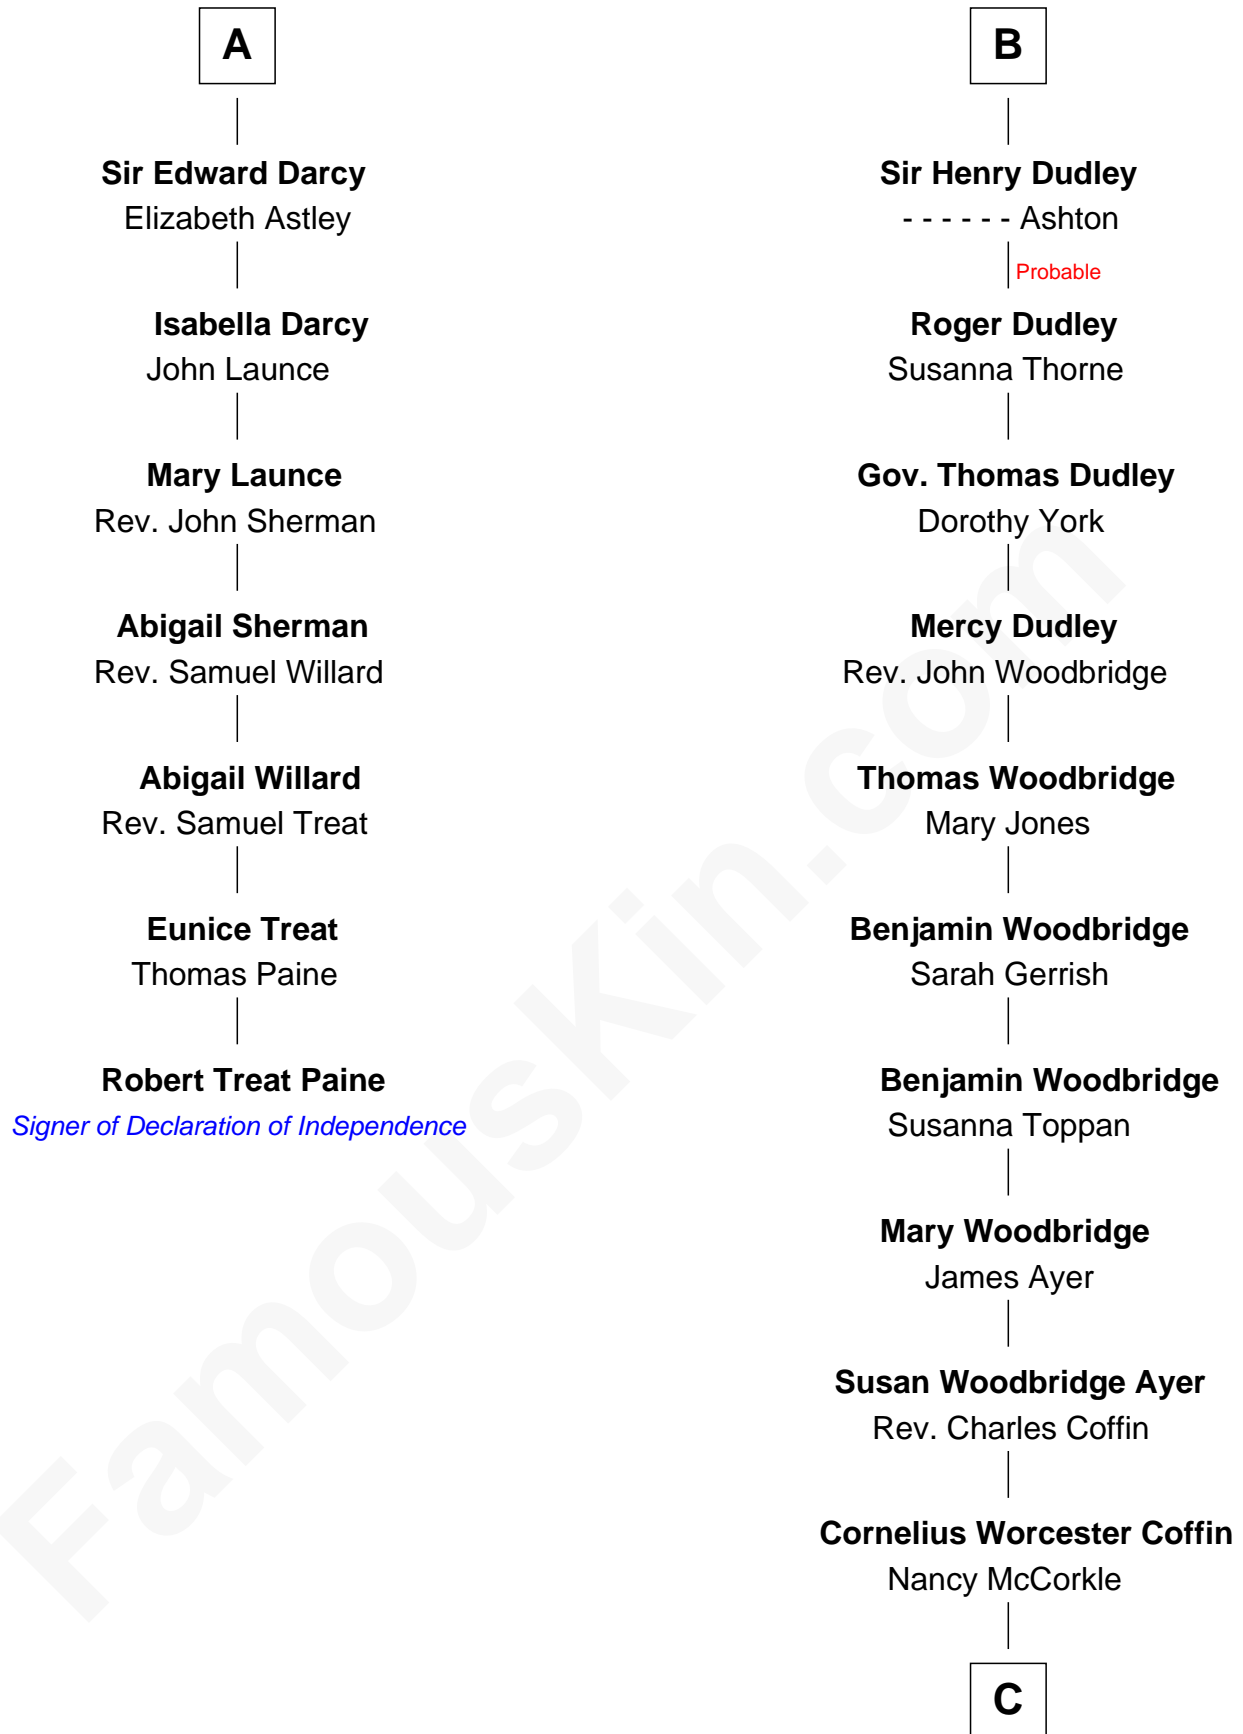 A
Sir Edward Darcy
Elizabeth Astley
Isabella Darcy
John Launce
Mary Launce
Rev. John Sherman
Abigail Sherman
Rev. Samuel Willard
Abigail Willard
Rev. Samuel Treat
Eunice Treat
Thomas Paine
Robert Treat Paine
Signer of Declaration of Independence
B
Sir Henry Dudley
- - - - - - Ashton
Probable
Roger Dudley
Susanna Thorne
Gov. Thomas Dudley
Dorothy York
Mercy Dudley
Rev. John Woodbridge
Thomas Woodbridge
Mary Jones
Benjamin Woodbridge
Sarah Gerrish
Benjamin Woodbridge
Susanna Toppan
Mary Woodbridge
James Ayer
Susan Woodbridge Ayer
Rev. Charles Coffin
Cornelius Worcester Coffin
Nancy McCorkle
C
FamousKin.com